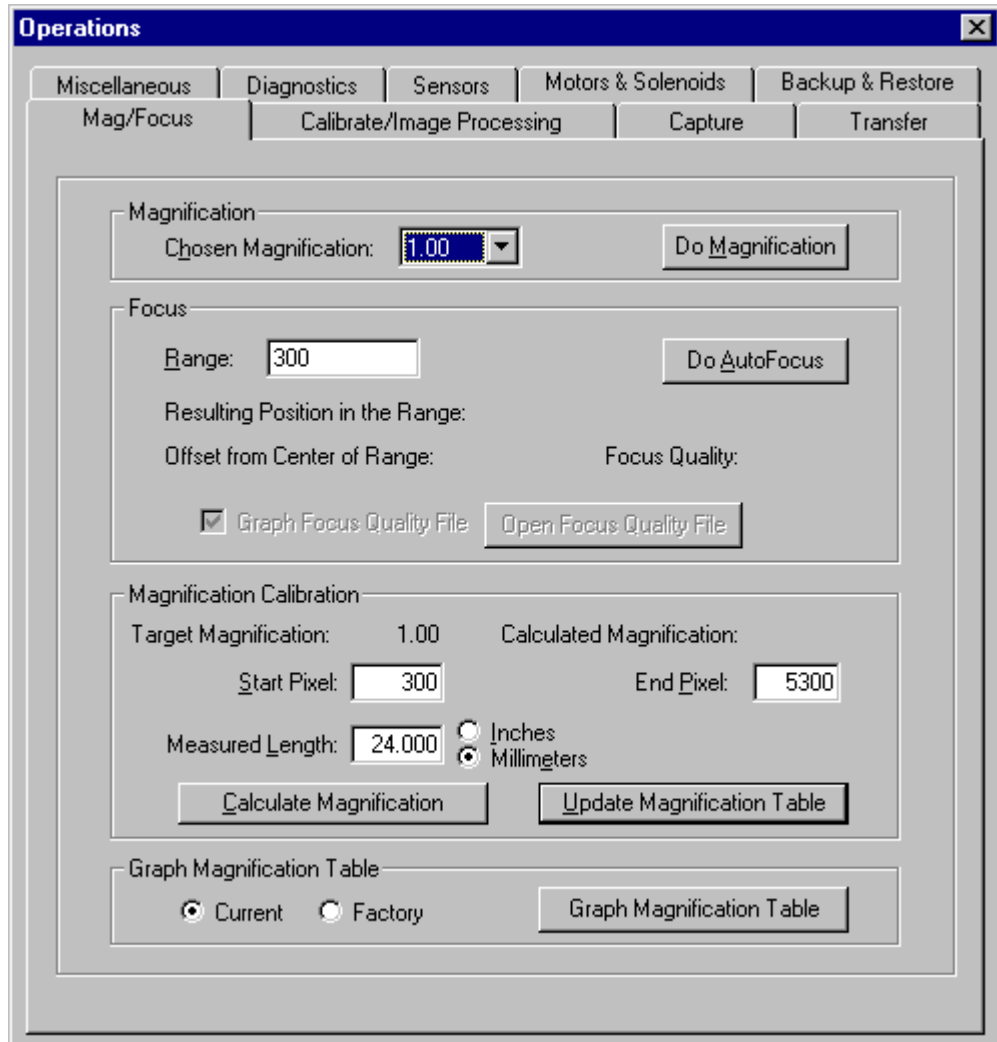 Operations
Miscellaneous Diagnostics Sensors Motors & Solenoids Backup & Restore
Mag/Focus Calibrate/Image Processing Capture Transfer
Magnification
Chosen Magnification: 1.00 Do Magnification
Focus
Range: 300 Do AutoFocus
Resulting Position in the Range:
Offset from Center of Range: Focus Quality:
Graph Focus Quality File Open Focus Quality File
Magnification Calibration
Target Magnification: 1.00 Calculated Magnification:
Start Pixel: 300 End Pixel: 5300
Measured Length: 24.000 Inches
Millimeters
Calculate Magnification Update Magnification Table
Graph Magnification Table
Current Factory Graph Magnification Table